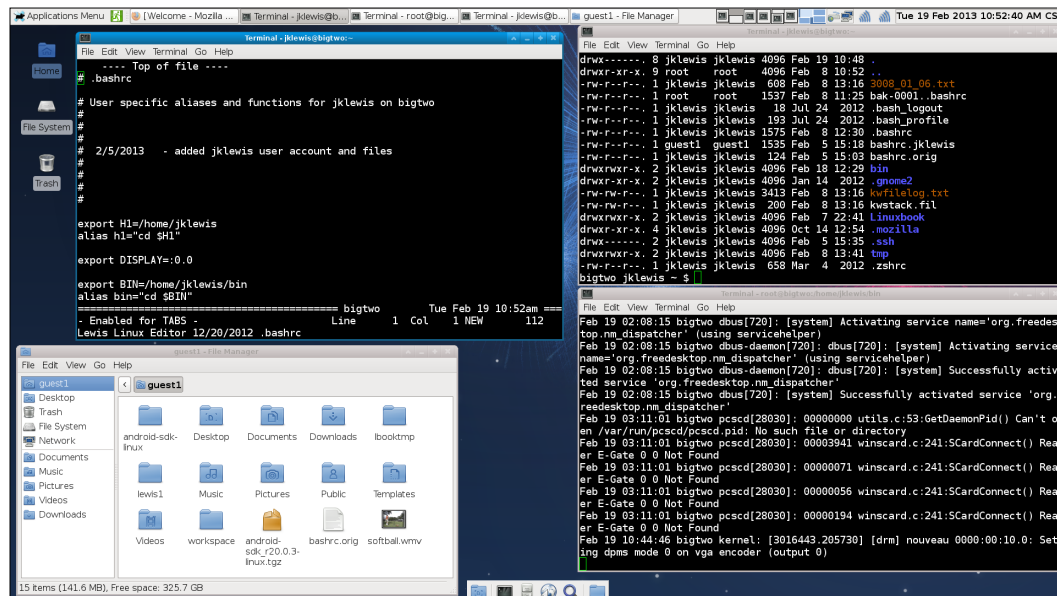 Applications Menu [Welcome - Mozilla ... Terminal - jklewis@b... Terminal - root@big... Terminal - jklewis@b... guest1 - File Manager Tue 19 Feb 2013 10:52:40 AM CS
Home
File System
Trash
Terminal - jklewis@bigtwo:~
File Edit View Terminal Go Help
---- Top of file ----
# .bashrc
# User specific aliases and functions for jklewis on bigtwo
#
#
#
# 2/5/2013 - added jklewis user account and files
#
#
#
#
export H1=/home/jklewis
alias h1="cd $H1"
export DISPLAY=:0.0
export BIN=/home/jklewis/bin
alias bin="cd $BIN"
======================================== bigtwo Tue Feb 19 10:52am ===
- Enabled for TABS - Line 1 Col 1 NEW 112
Lewis Linux Editor 12/20/2012 .bashrc
Terminal - jklewis@bigtwo:~
File Edit View Terminal Go Help
drwx------. 8 jklewis jklewis 4096 Feb 19 10:48 .
drwxr-xr-x. 9 root root 4096 Feb 8 10:52 ..
-rw-r--r--. 1 jklewis jklewis 608 Feb 8 13:16 3008_01_06.txt
-rw-r--r--. 1 root root 1537 Feb 8 11:25 bak-0001..bashrc
-rw-r--r--. 1 jklewis jklewis 18 Jul 24 2012 .bash_logout
-rw-r--r--. 1 jklewis jklewis 193 Jul 24 2012 .bash_profile
-rw-r--r--. 1 jklewis jklewis 1575 Feb 8 12:30 .bashrc
-rw-r--r--. 1 guest1 guest1 1535 Feb 5 15:18 bashrc.jklewis
-rw-r--r--. 1 jklewis jklewis 124 Feb 5 15:03 bashrc.orig
drwxrwxr-x. 2 jklewis jklewis 4096 Feb 18 12:29 bin
drwxr-xr-x. 2 jklewis jklewis 4096 Jan 14 2012 .gnome2
-rw-rw-r--. 1 jklewis jklewis 3413 Feb 8 13:16 kwfilelog.txt
-rw-rw-r--. 1 jklewis jklewis 200 Feb 8 13:16 kwstack.fil
drwxrwxr-x. 2 jklewis jklewis 4096 Feb 7 22:41 Linuxbook
drwxr-xr-x. 4 jklewis jklewis 4096 Oct 14 12:54 .mozilla
drwx------. 2 jklewis jklewis 4096 Feb 5 15:35 .ssh
drwxrwxr-x. 2 jklewis jklewis 4096 Feb 8 13:41 tmp
-rw-r--r--. 1 jklewis jklewis 658 Mar 4 2012 .zshrc
bigtwo jklewis ~ $
Terminal - root@bigtwo:/home/jklewis/bin
File Edit View Terminal Go Help
Feb 19 02:08:15 bigtwo dbus[720]: [system] Activating service name='org.freedes
top.nm_dispatcher' (using servicehelper)
Feb 19 02:08:15 bigtwo dbus-daemon[720]: dbus[720]: [system] Activating service
name='org.freedesktop.nm_dispatcher' (using servicehelper)
Feb 19 02:08:15 bigtwo dbus-daemon[720]: dbus[720]: [system] Successfully activ
ted service 'org.freedesktop.nm_dispatcher'
Feb 19 02:08:15 bigtwo dbus[720]: [system] Successfully activated service 'org.
reedesktop.nm_dispatcher'
Feb 19 03:11:01 bigtwo pcscd[28030]: 00000000 utils.c:53:GetDaemonPid() Can't o
en /var/run/pcscd/pcscd.pid: No such file or directory
Feb 19 03:11:01 bigtwo pcscd[28030]: 00003941 winscard.c:241:SCardConnect() Rea
er E-Gate 0 0 Not Found
Feb 19 03:11:01 bigtwo pcscd[28030]: 00000071 winscard.c:241:SCardConnect() Rea
er E-Gate 0 0 Not Found
Feb 19 03:11:01 bigtwo pcscd[28030]: 00000056 winscard.c:241:SCardConnect() Rea
er E-Gate 0 0 Not Found
Feb 19 03:11:01 bigtwo pcscd[28030]: 00000194 winscard.c:241:SCardConnect() Rea
er E-Gate 0 0 Not Found
Feb 19 10:44:46 bigtwo kernel: [3016443.205730] [drm] nouveau 0000:00:10.0: Set
ing dpms mode 0 on vga encoder (output 0)
guest1 - File Manager
File Edit View Go Help
guest1
Desktop
Trash
File System
Network
Documents
Music
Pictures
Videos
Downloads
guest1
android-sdk-linux Desktop Documents Downloads lbooktmp
lewis1 Music Pictures Public Templates
Videos workspace android-sdk_r20.0.3-linux.tgz bashrc.orig softball.wmv
15 items (141.6 MB), Free space: 325.7 GB